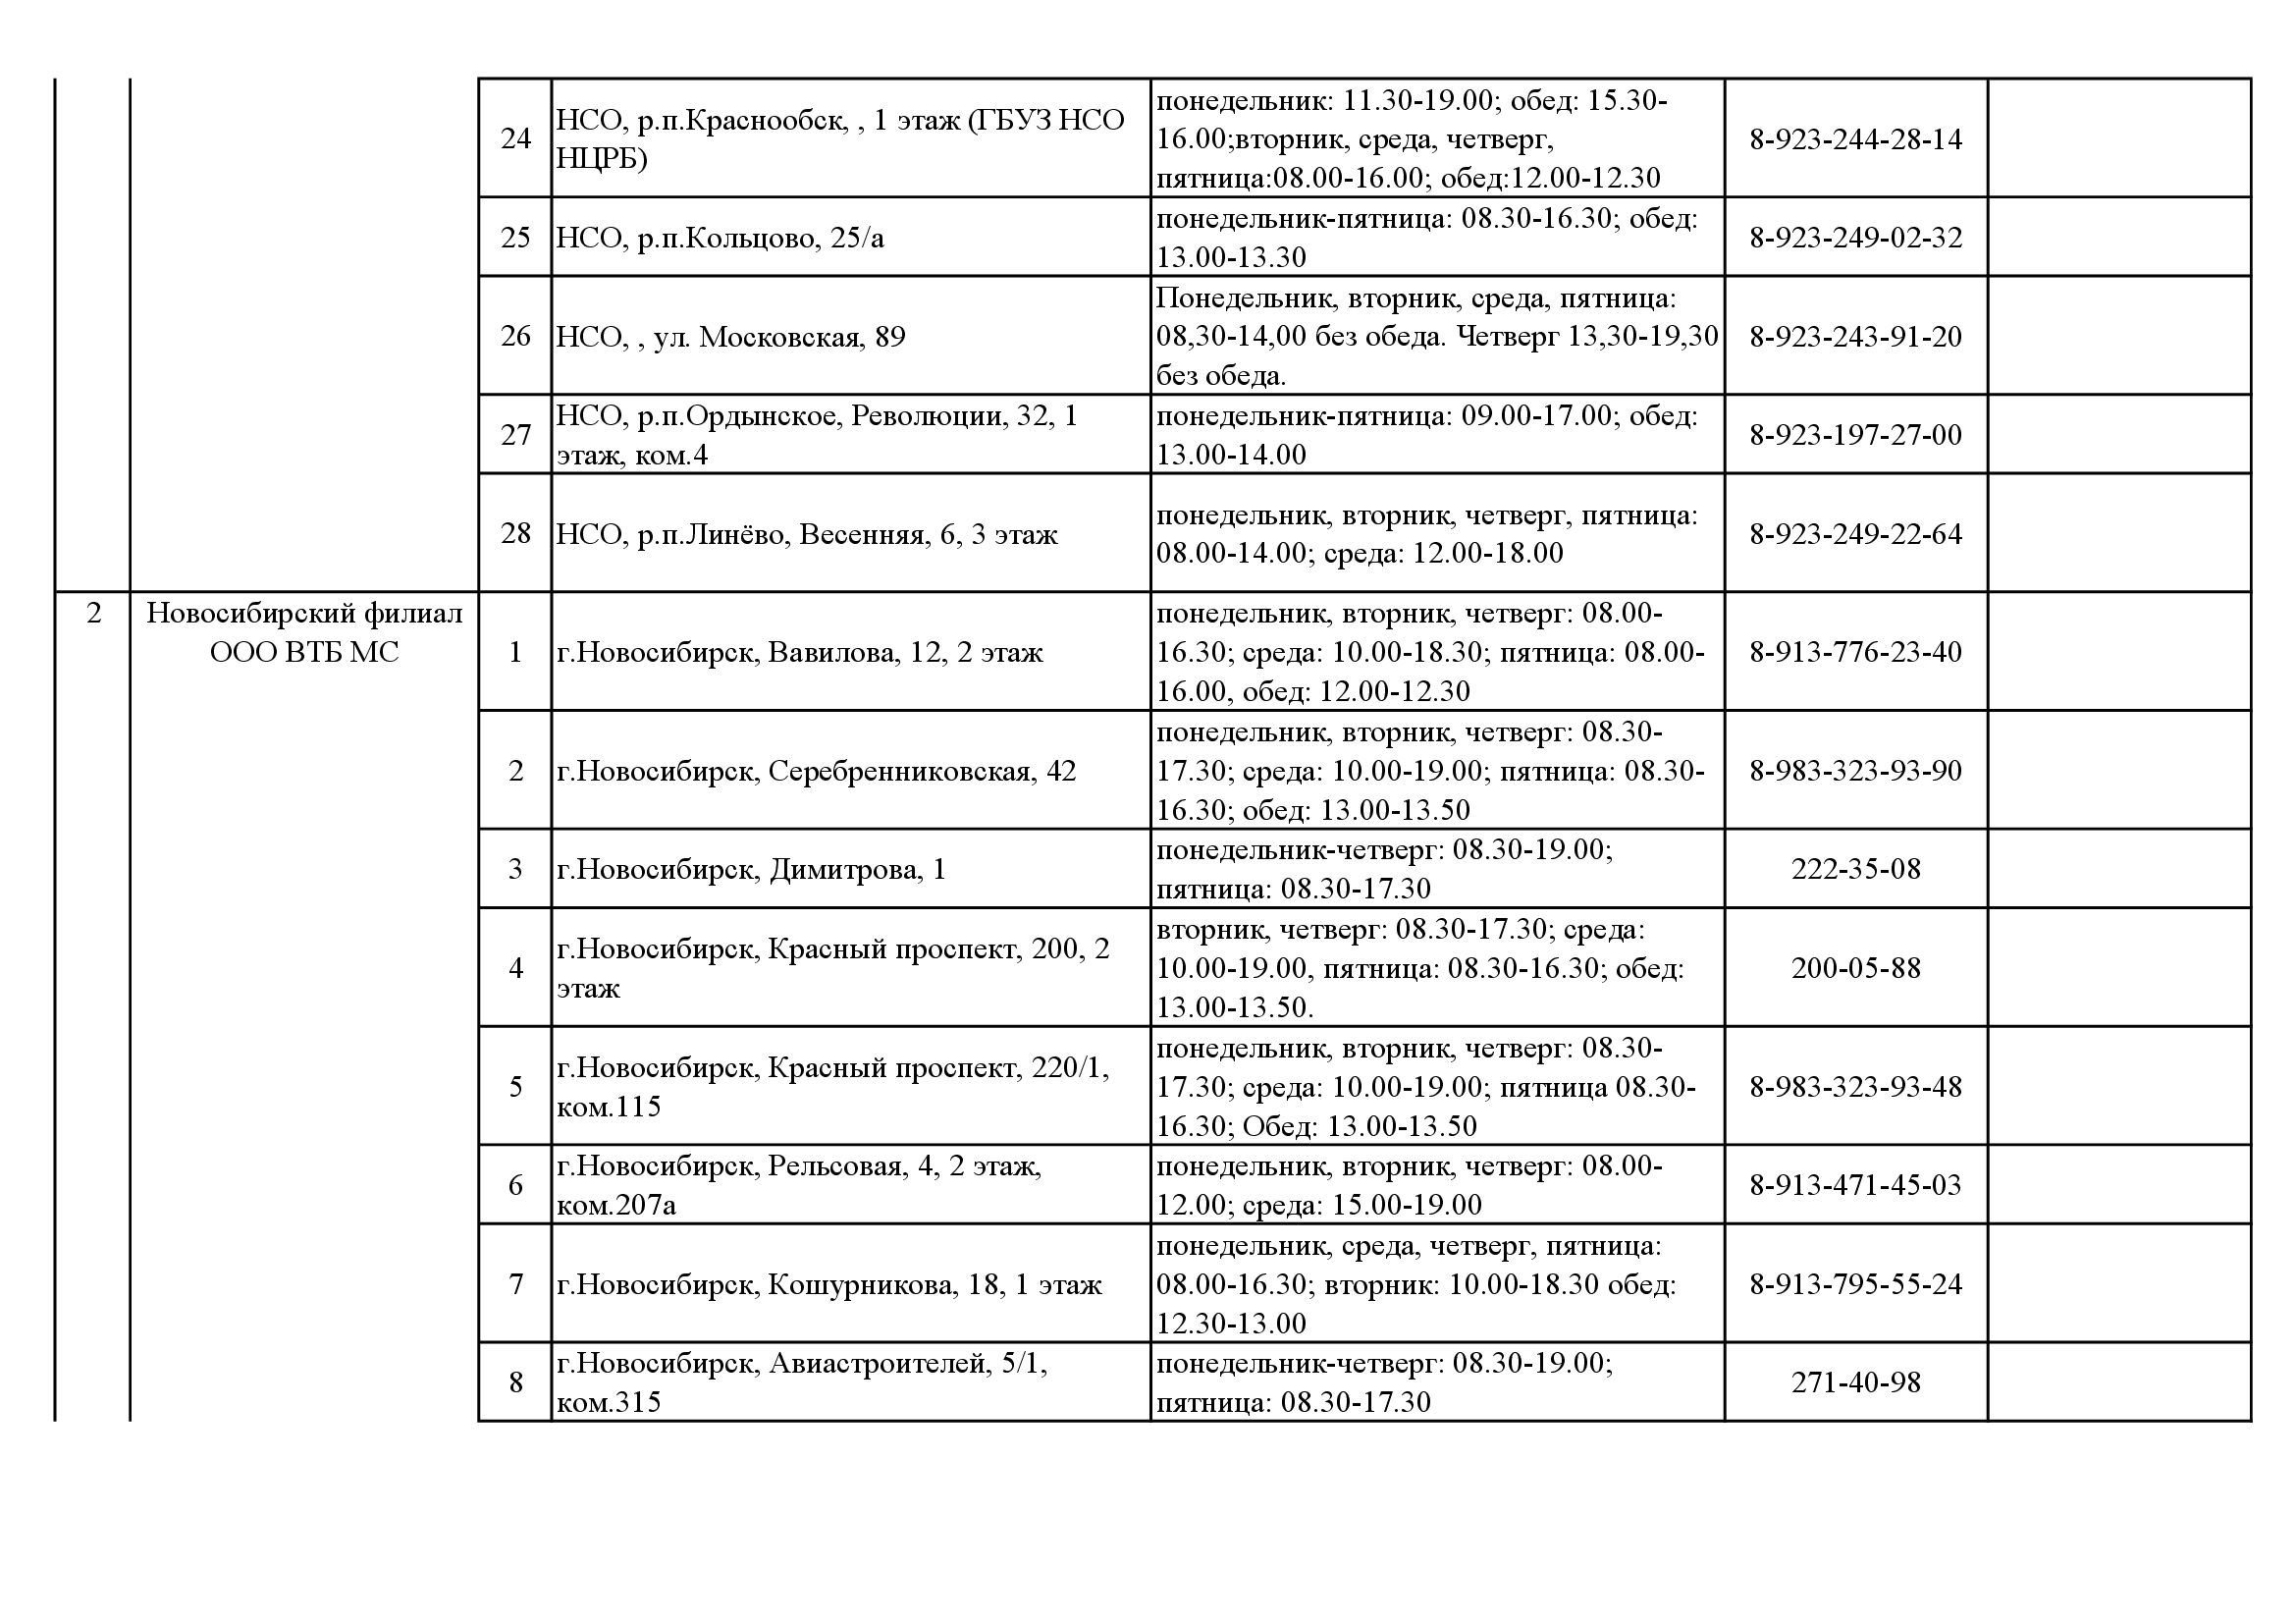 24
НСО, р.п.Краснообск, , 1 этаж (ГБУЗ НСО
НЦРБ)
понедельник: 11.30-19.00; обед: 15.30-
16.00;вторник, среда, четверг,
пятница:08.00-16.00; обед:12.00-12.30
8-923-244-28-14
25
НСО, р.п.Кольцово, 25/а
понедельник-пятница: 08.30-16.30; обед:
13.00-13.30
8-923-249-02-32
26
НСО, , ул. Московская, 89
Понедельник, вторник, среда, пятница:
08,30-14,00 без обеда. Четверг 13,30-19,30
без обеда.
8-923-243-91-20
27
НСО, р.п.Ордынское, Революции, 32, 1
этаж, ком.4
понедельник-пятница: 09.00-17.00; обед:
13.00-14.00
8-923-197-27-00
28
НСО, р.п.Линёво, Весенняя, 6, 3 этаж
понедельник, вторник, четверг, пятница:
08.00-14.00; среда: 12.00-18.00
8-923-249-22-64
2
Новосибирский филиал
ООО ВТБ МС
1
г.Новосибирск, Вавилова, 12, 2 этаж
понедельник, вторник, четверг: 08.00-
16.30; среда: 10.00-18.30; пятница: 08.00-
16.00, обед: 12.00-12.30
8-913-776-23-40
2
г.Новосибирск, Серебренниковская, 42
понедельник, вторник, четверг: 08.30-
17.30; среда: 10.00-19.00; пятница: 08.30-
16.30; обед: 13.00-13.50
8-983-323-93-90
3
г.Новосибирск, Димитрова, 1
понедельник-четверг: 08.30-19.00;
пятница: 08.30-17.30
222-35-08
4
г.Новосибирск, Красный проспект, 200, 2
этаж
вторник, четверг: 08.30-17.30; среда:
10.00-19.00, пятница: 08.30-16.30; обед:
13.00-13.50.
200-05-88
5
г.Новосибирск, Красный проспект, 220/1,
ком.115
понедельник, вторник, четверг: 08.30-
17.30; среда: 10.00-19.00; пятница 08.30-
16.30; Обед: 13.00-13.50
8-983-323-93-48
6
г.Новосибирск, Рельсовая, 4, 2 этаж,
ком.207а
понедельник, вторник, четверг: 08.00-
12.00; среда: 15.00-19.00
8-913-471-45-03
7
г.Новосибирск, Кошурникова, 18, 1 этаж
понедельник, среда, четверг, пятница:
08.00-16.30; вторник: 10.00-18.30 обед:
12.30-13.00
8-913-795-55-24
8
г.Новосибирск, Авиастроителей, 5/1,
ком.315
понедельник-четверг: 08.30-19.00;
пятница: 08.30-17.30
271-40-98